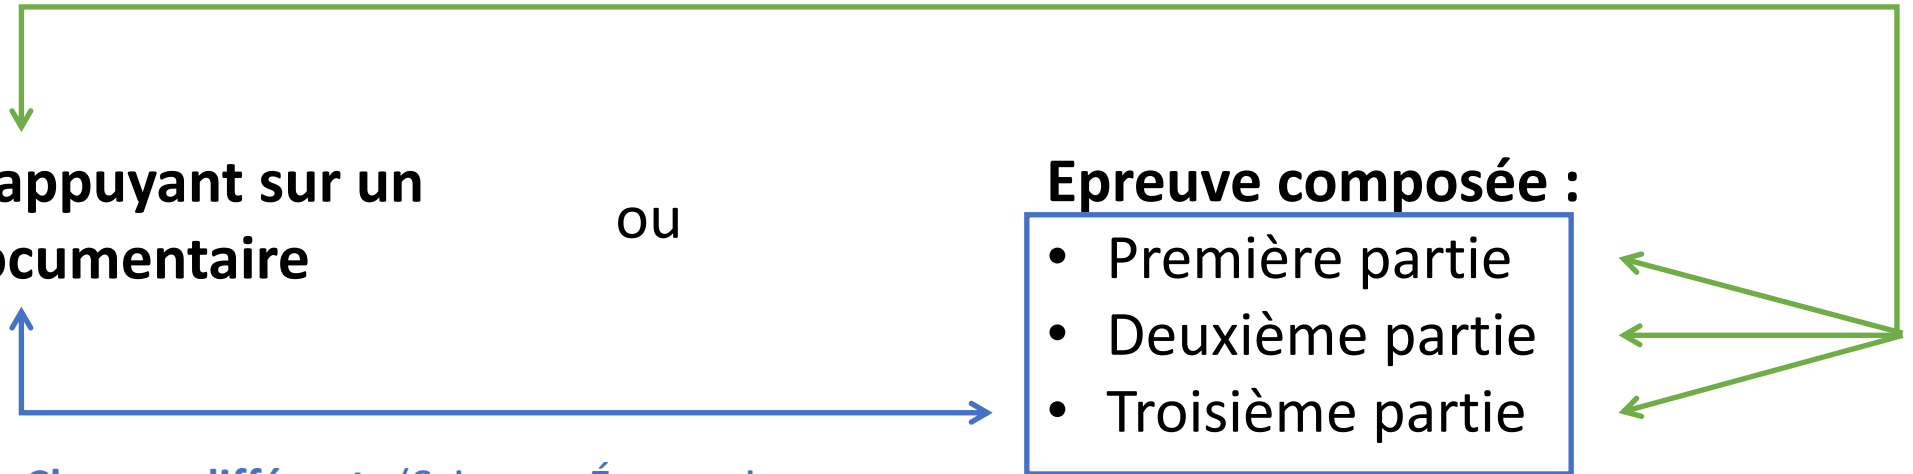 appuyant sur un
ocumentaire
ou
Epreuve composée :
• Première partie
• Deuxième partie
• Troisième partie